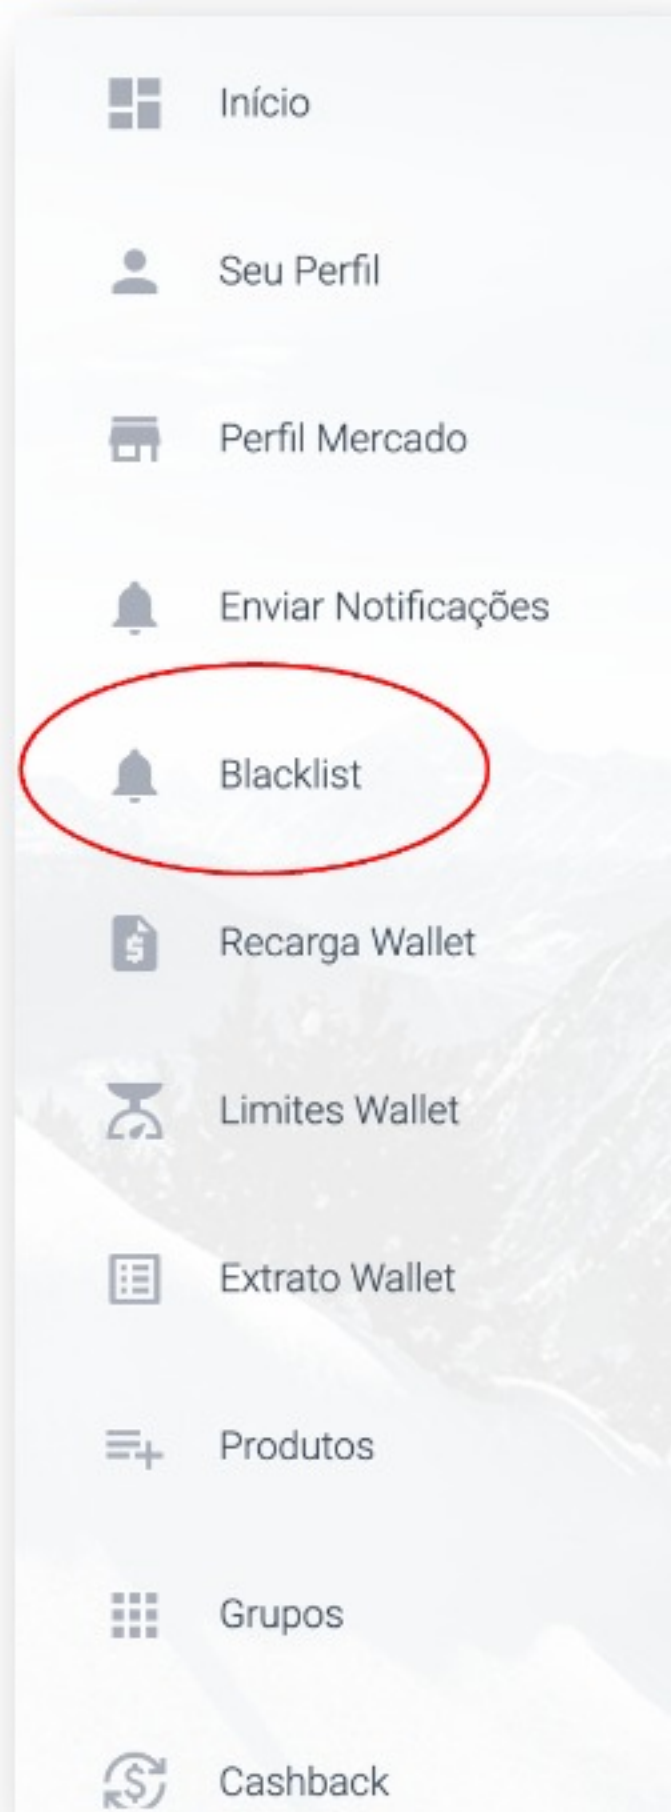 Início
Seu Perfil
Perfil Mercado
Enviar Notificações
Blacklist
Recarga Wallet
Limites Wallet
Extrato Wallet
Produtos
Grupos
Cashback